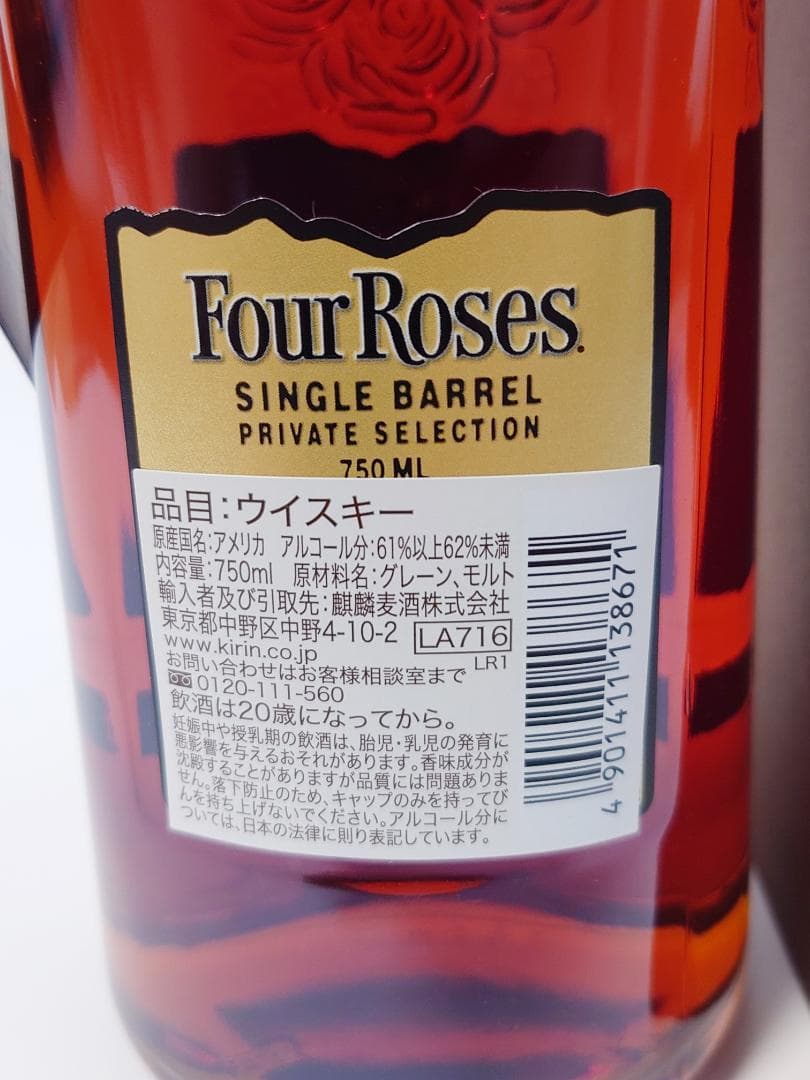 Four Roses.
SINGLE BARREL
PRIVATE SELECTION
750 ML
品目:ウイスキー
原産国名:アメリカ アルコール分:61%以上62%未満
内容量:750ml 原材料名:グレーン、モルト
輸入者及び引取先:麒麟麦酒株式会社
東京都中野区中野4-10-2 LA716
www.kirin.co.jp LR1
お問い合わせはお客様相談室まで
0120-111-560
飲酒は20歳になってから。
妊娠中や授乳期の飲酒は、胎児・乳児の発育に
悪影響を与えるおそれがあります。香味成分が
沈殿することがありますが品質には問題ありま
せん。落下防止のため、キャップのみを持ってび
んを持ち上げないでください。アルコール分に
ついては、日本の法律に則り表記しています。
4 901411 138671